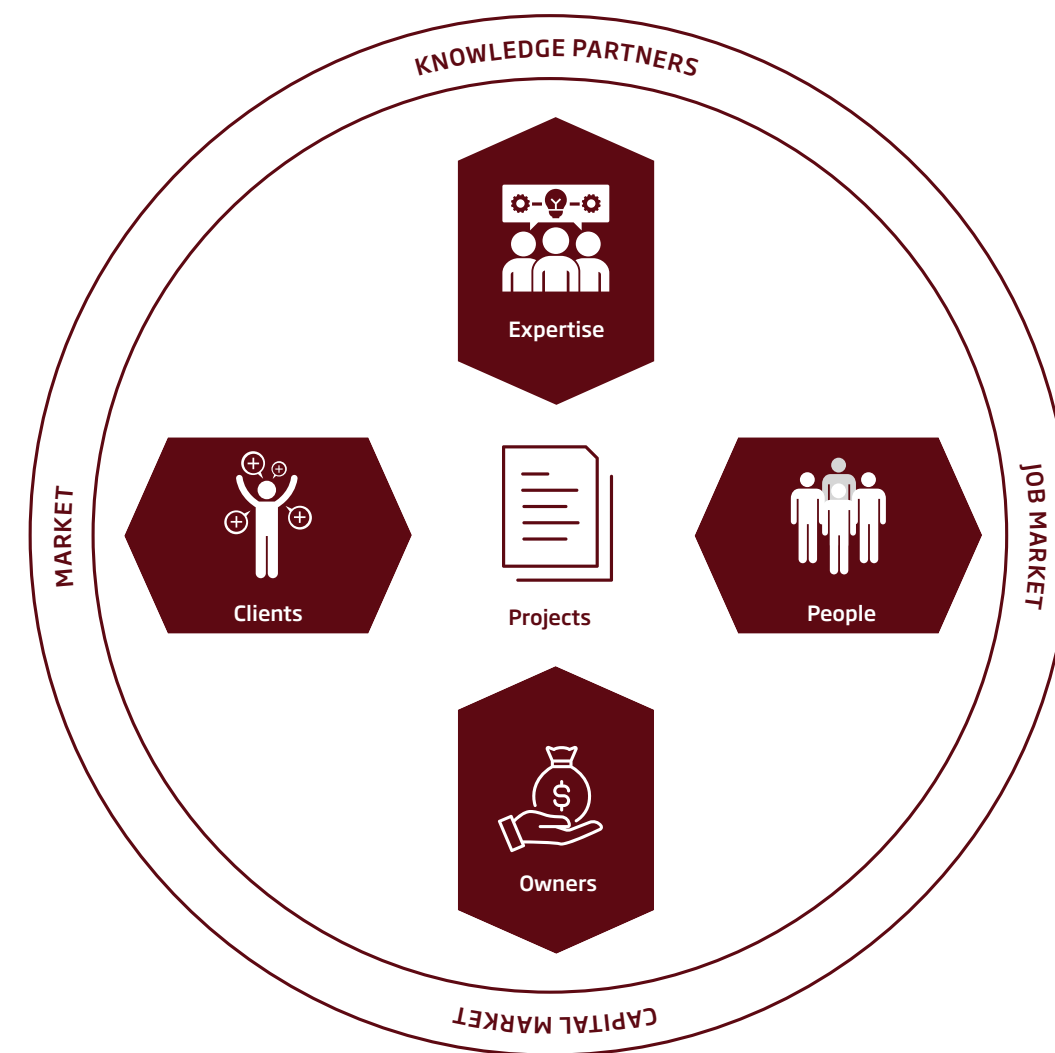 KNOWLEDGE PARTNERS
Expertise
MARKET
Clients
Projects
People
JOB MARKET
$
Owners
CAPITAL MARKET